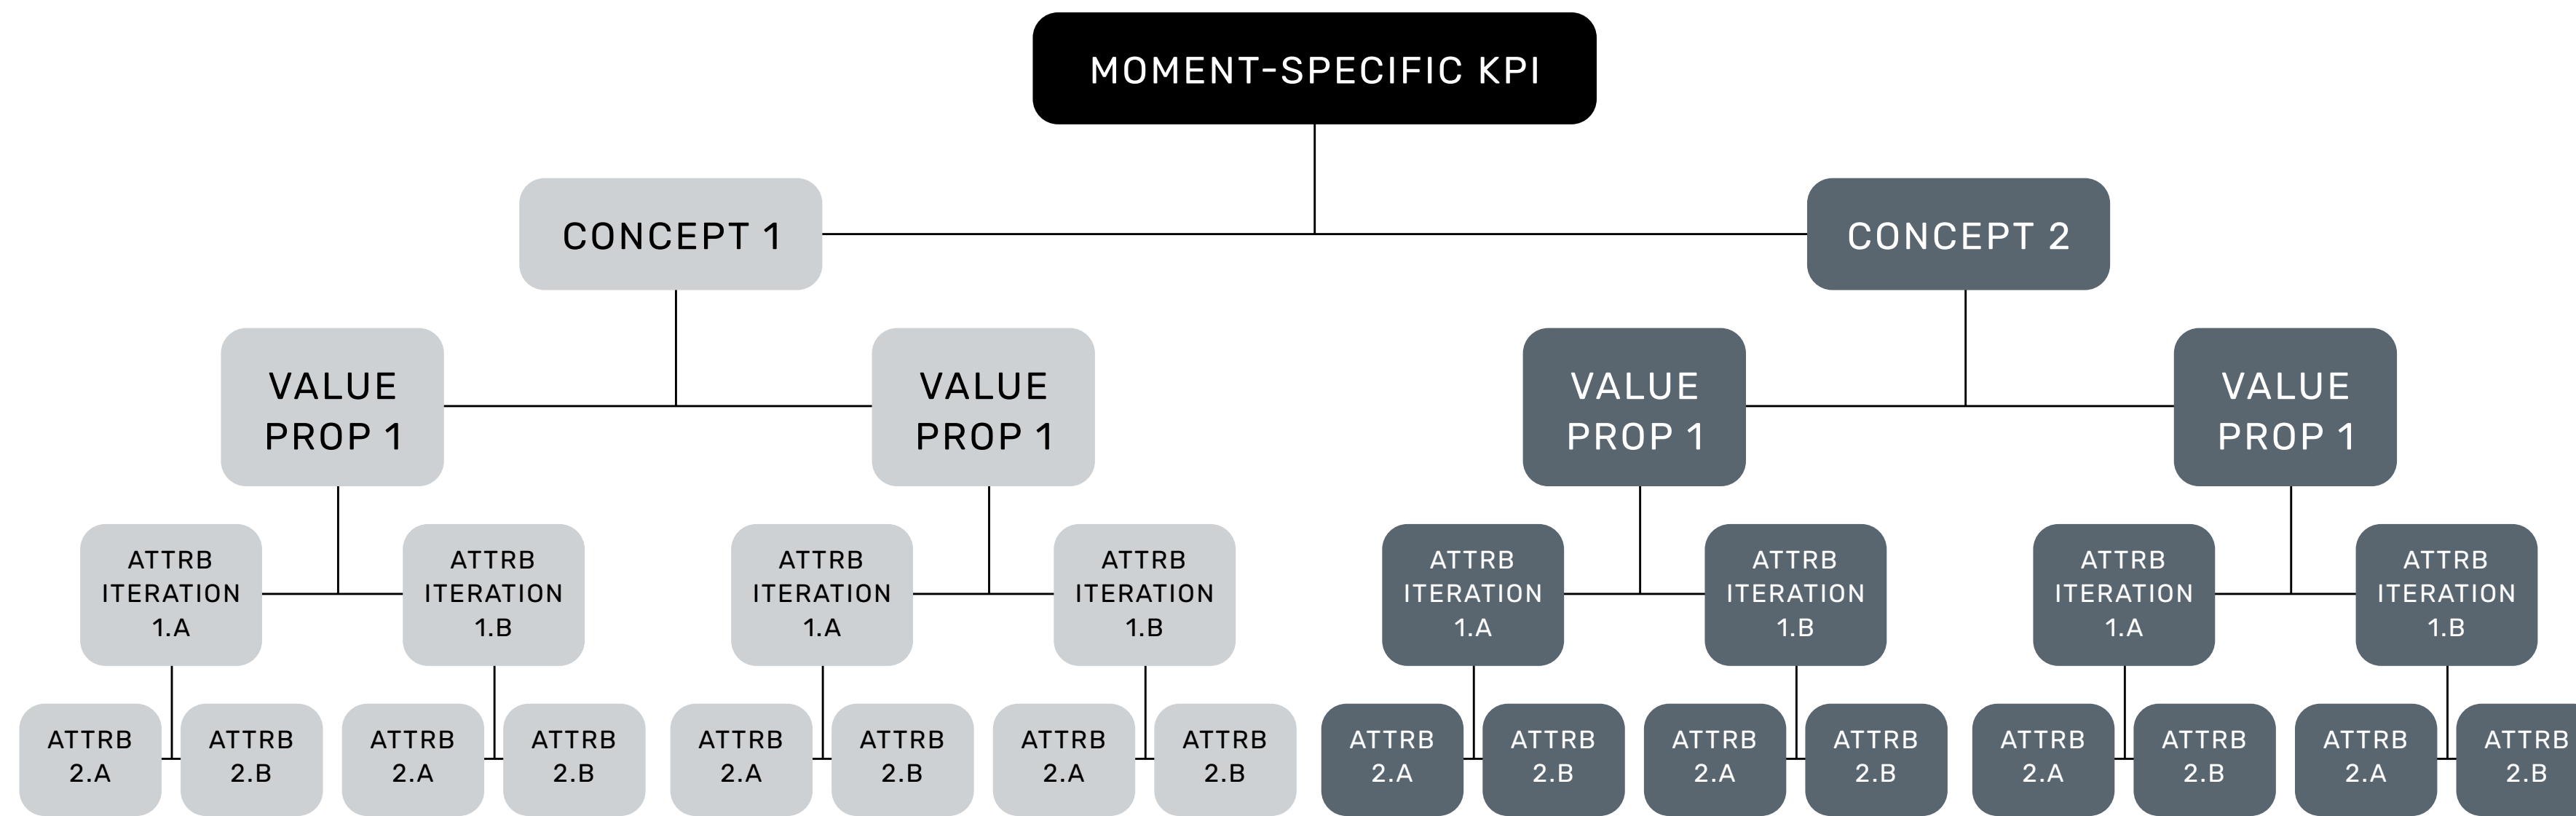 MOMENT-SPECIFIC KPI
CONCEPT 1
CONCEPT 2
VALUE
PROP 1
VALUE
PROP 1
VALUE
PROP 1
VALUE
PROP 1
ATTRB
ITERATION
1.A
ATTRB
ITERATION
1.B
ATTRB
ITERATION
1.A
ATTRB
ITERATION
1.B
ATTRB
ITERATION
1.A
ATTRB
ITERATION
1.B
ATTRB
ITERATION
1.A
ATTRB
ITERATION
1.B
ATTRB
2.A
ATTRB
2.B
ATTRB
2.A
ATTRB
2.B
ATTRB
2.A
ATTRB
2.B
ATTRB
2.A
ATTRB
2.B
ATTRB
2.A
ATTRB
2.B
ATTRB
2.A
ATTRB
2.B
ATTRB
2.A
ATTRB
2.B
ATTRB
2.A
ATTRB
2.B